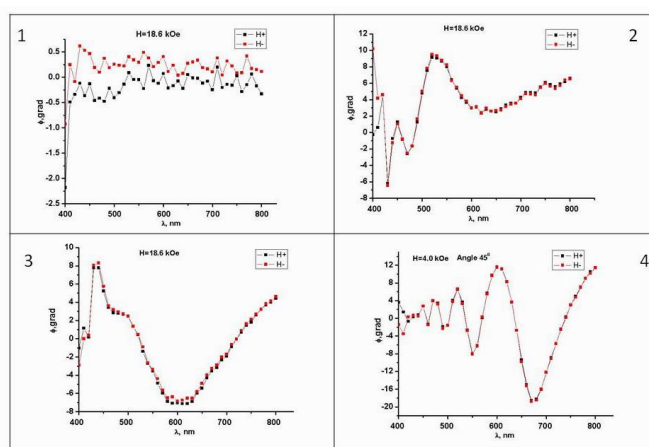 1
H=18.6 kOe
H+
H-
ϕ,grad
1.0
0.5
0.0
-0.5
-1.0
-1.5
-2.0
-2.5
400 500 600 700 800
λ, nm
2
H=18.6 kOe
H+
H-
ϕ,grad
12
10
8
6
4
2
0
-2
-4
-6
-8
400 500 600 700 800
λ, nm
3
H=18.6 kOe
H+
H-
ϕ,grad
10
8
6
4
2
0
-2
-4
-6
-8
400 500 600 700 800
λ, nm
4
H=4.0 kOe Angle 45⁰
H+
H-
ϕ,grad
12
8
4
0
-4
-8
-12
-16
-20
400 500 600 700 800
λ, nm